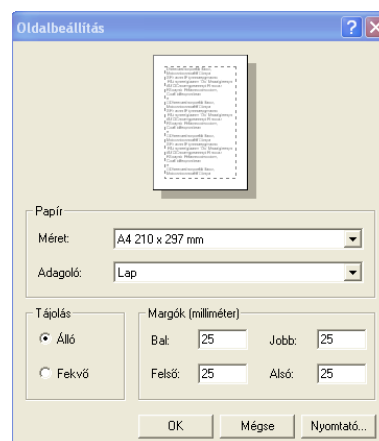 Oldalbeállítás
Papír
Méret: A4 210 x 297 mm
Adagoló: Lap
Tájolás
Álló
Fekvő
Margók (milliméter)
Bal: 25 Jobb: 25
Felső: 25 Alsó: 25
OK Mégse Nyomtató...